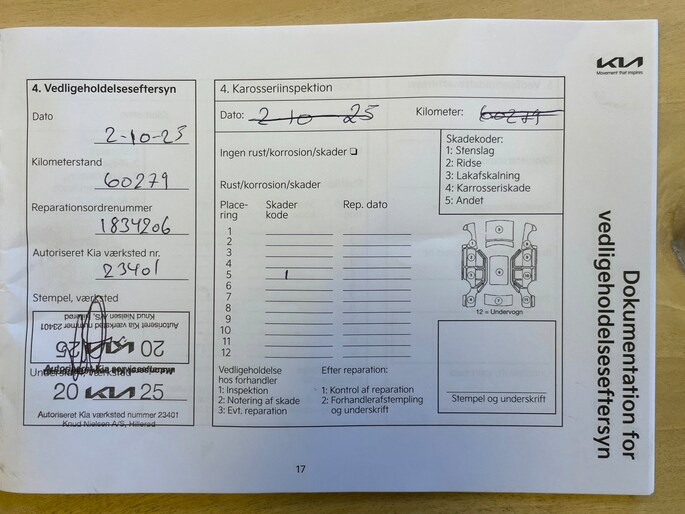 KIA
Movement that inspires
Dokumentation for
vedligeholdelseseftersyn
4. Vedligeholdelseseftersyn
Dato
2-10-25
Kilometerstand
60279
Reparationsordrenummer
1834206
Autoriseret Kia værksted nr.
23401
Stempel, værksted
Autoriseret Kia værksted nummer 23401
Knud Nielsen A/S, Hillerød
20 KIA 25
20 KIA 25
Autoriseret Kia værksted nummer 23401
Knud Nielsen A/S, Hillerød
4. Karosseriinspektion
Dato: 2 10 25 Kilometer: 60279
Ingen rust/korrosion/skader
Rust/korrosion/skader
Place-
ring
Skader
kode
Rep. dato
1
2
3
4
5 1
6
7
8
9
10
11
12
Skadekoder:
1: Stenslag
2: Ridse
3: Lakafskalning
4: Karrosseriskade
5: Andet
12 = Undervogn
Vedligeholdelse
hos forhandler
1: Inspektion
2: Notering af skade
3: Evt. reparation
Efter reparation:
1: Kontrol af reparation
2: Forhandlerafstempling
og underskrift
Stempel og underskrift
17